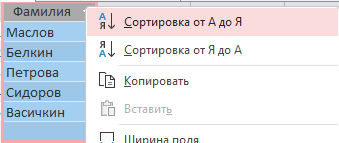 Фамилия
Маслов
Белкин
Петрова
Сидоров
Васичкин
А
Я
Сортировка от А до Я
Я
А
Сортировка от Я до А
Копировать
Вставить
Ширина поля